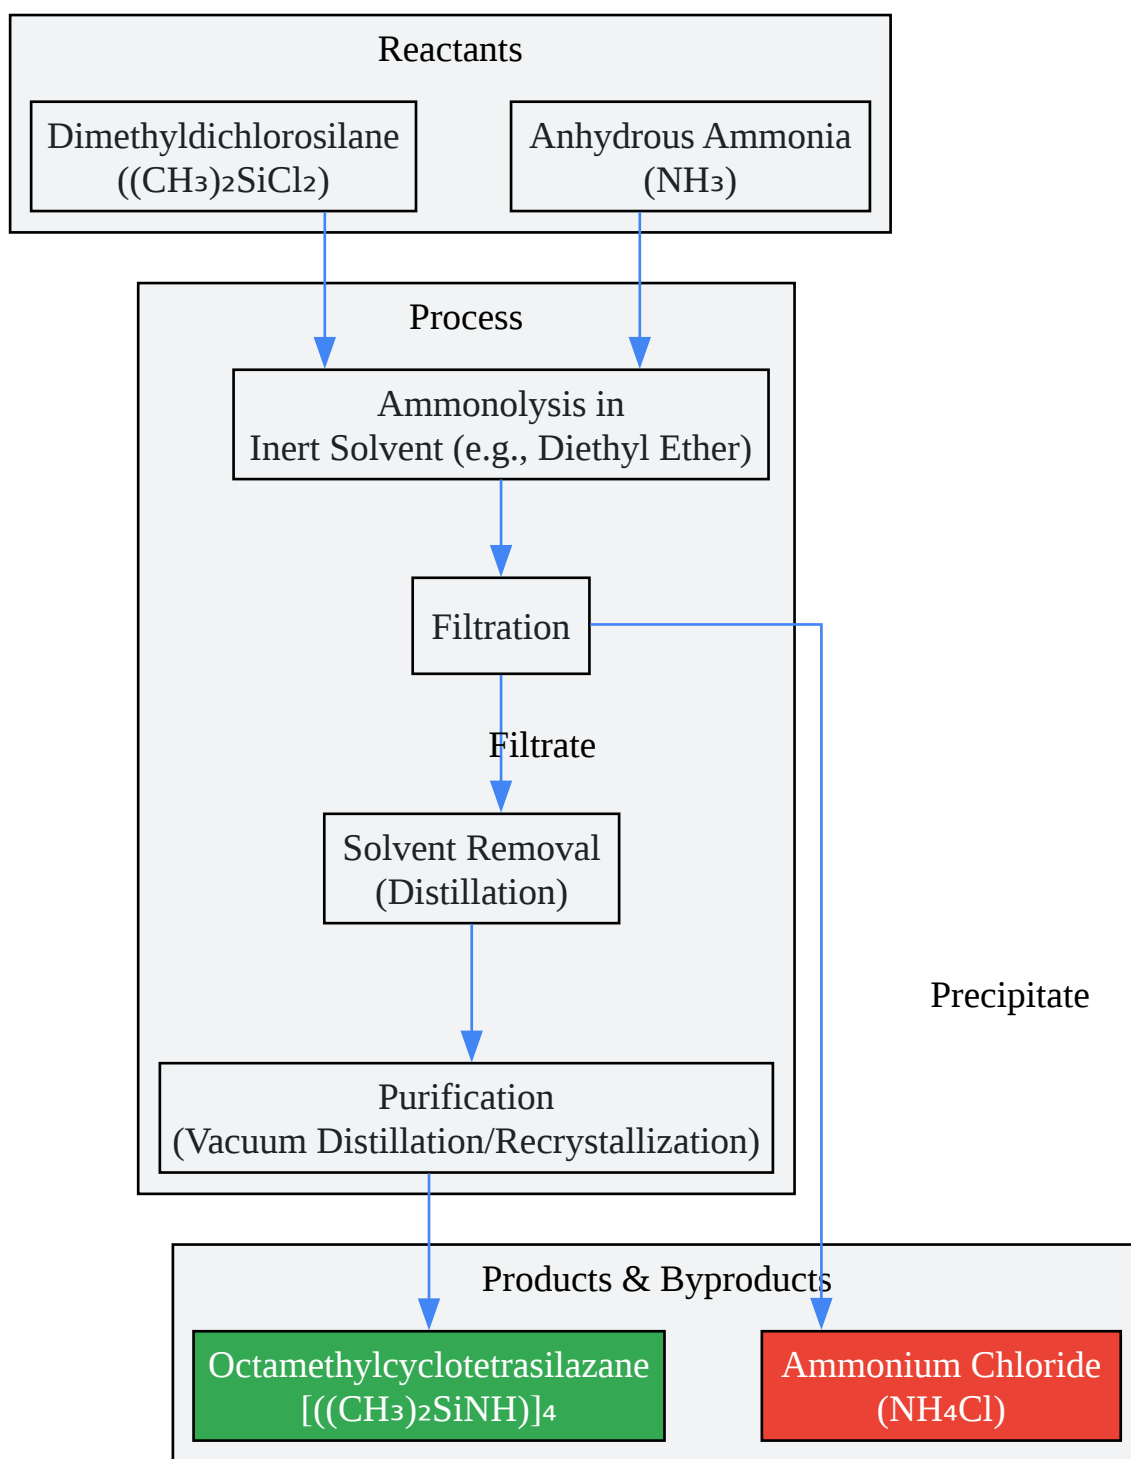 Reactants
Dimethyldichlorosilane
((CH₃)₂SiCl₂)
Anhydrous Ammonia
(NH₃)
Process
Ammonolysis in
Inert Solvent (e.g., Diethyl Ether)
Filtration
Filtrate
Solvent Removal
(Distillation)
Precipitate
Purification
(Vacuum Distillation/Recrystallization)
Products & Byproducts
Octamethylcyclotetrasilazane
[((CH₃)₂SiNH)]₄
Ammonium Chloride
(NH₄Cl)